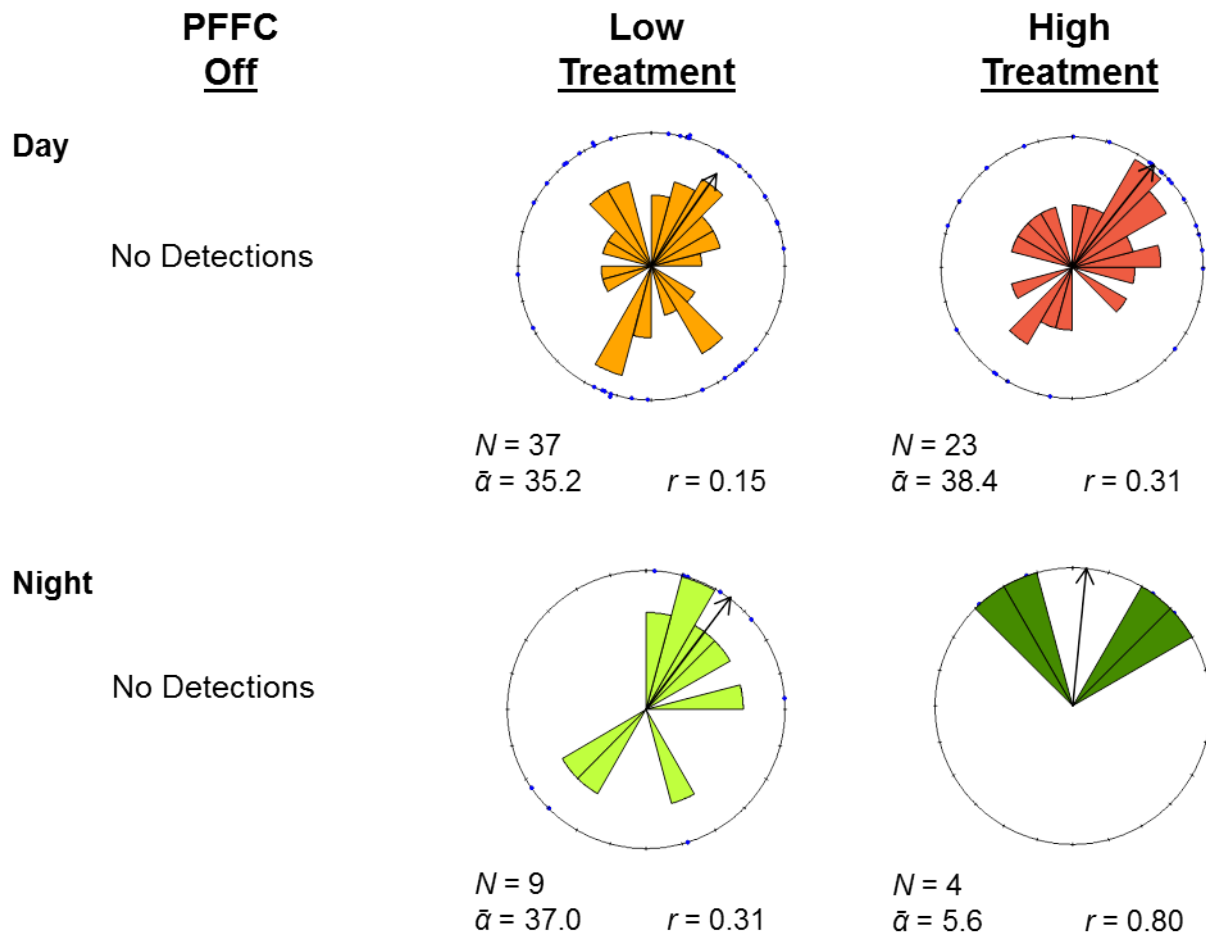 PFFC
Off
Low
Treatment
High
Treatment
Day
No Detections
N = 37
ᾱ = 35.2 r = 0.15
N = 23
ᾱ = 38.4 r = 0.31
Night
No Detections
N = 9
ᾱ = 37.0 r = 0.31
N = 4
ᾱ = 5.6 r = 0.80